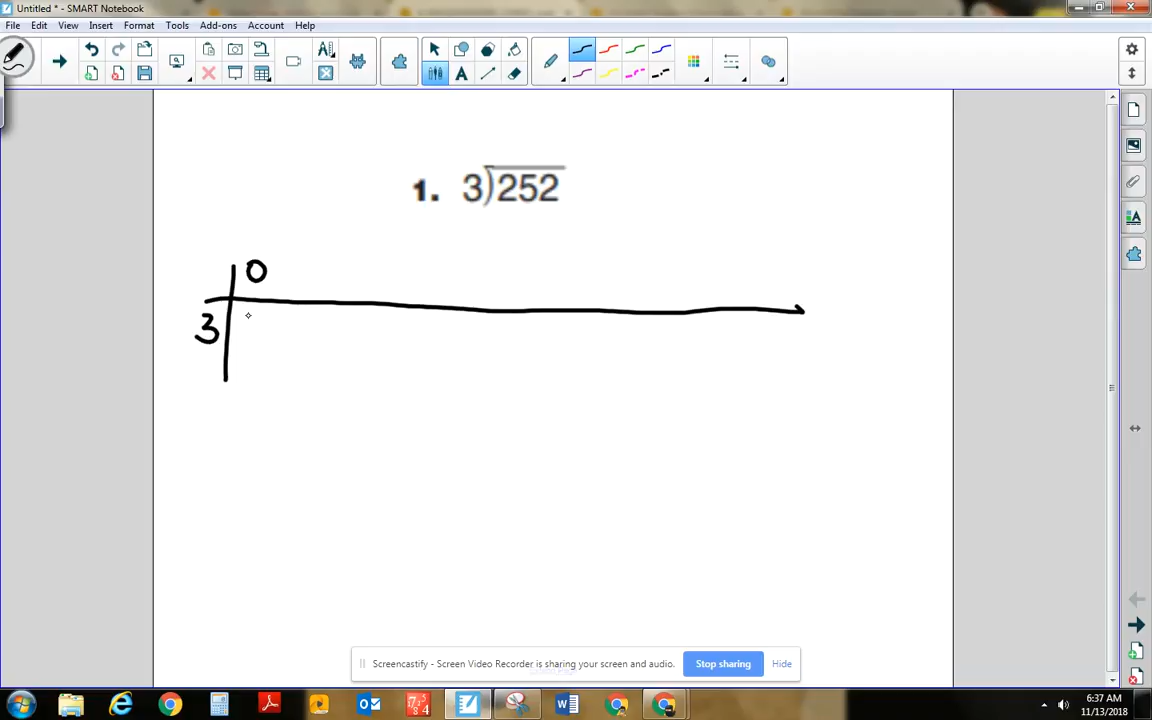 Untitled * - SMART Notebook
File Edit View Insert Format Tools Add-ons Account Help
1. 3)252
0
3
Screencastify - Screen Video Recorder is sharing your screen and audio. Stop sharing Hide
6:37 AM
11/13/2018